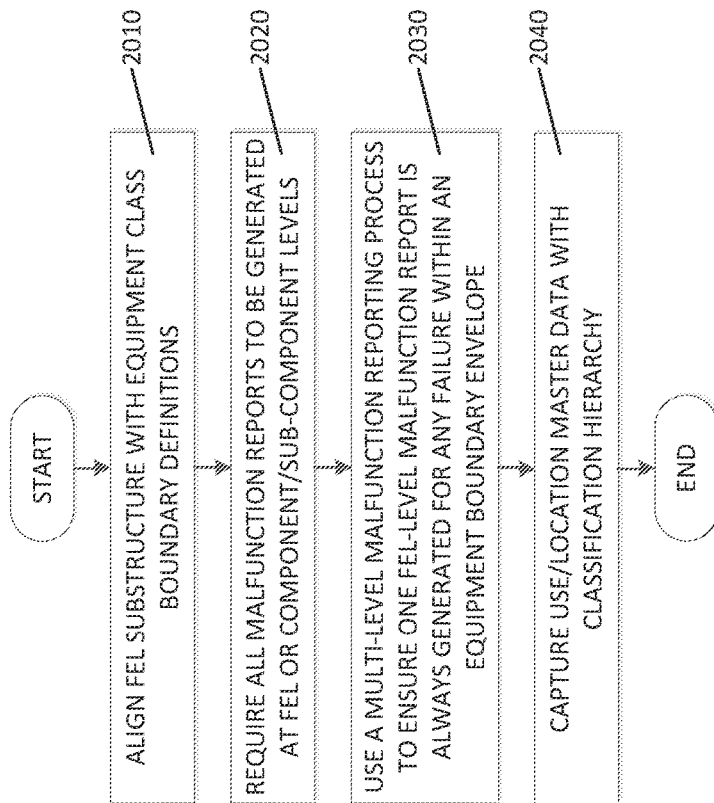 START
ALIGN FEL SUBSTRUCTURE WITH EQUIPMENT CLASS
BOUNDARY DEFINITIONS
2010
REQUIRE ALL MALFUNCTION REPORTS TO BE GENERATED
AT FEL OR COMPONENT/SUB-COMPONENT LEVELS
2020
USE A MULTI-LEVEL MALFUNCTION REPORTING PROCESS
TO ENSURE ONE FEL-LEVEL MALFUNCTION REPORT IS
ALWAYS GENERATED FOR ANY FAILURE WITHIN AN
EQUIPMENT BOUNDARY ENVELOPE
2030
CAPTURE USE/LOCATION MASTER DATA WITH
CLASSIFICATION HIERARCHY
2040
END